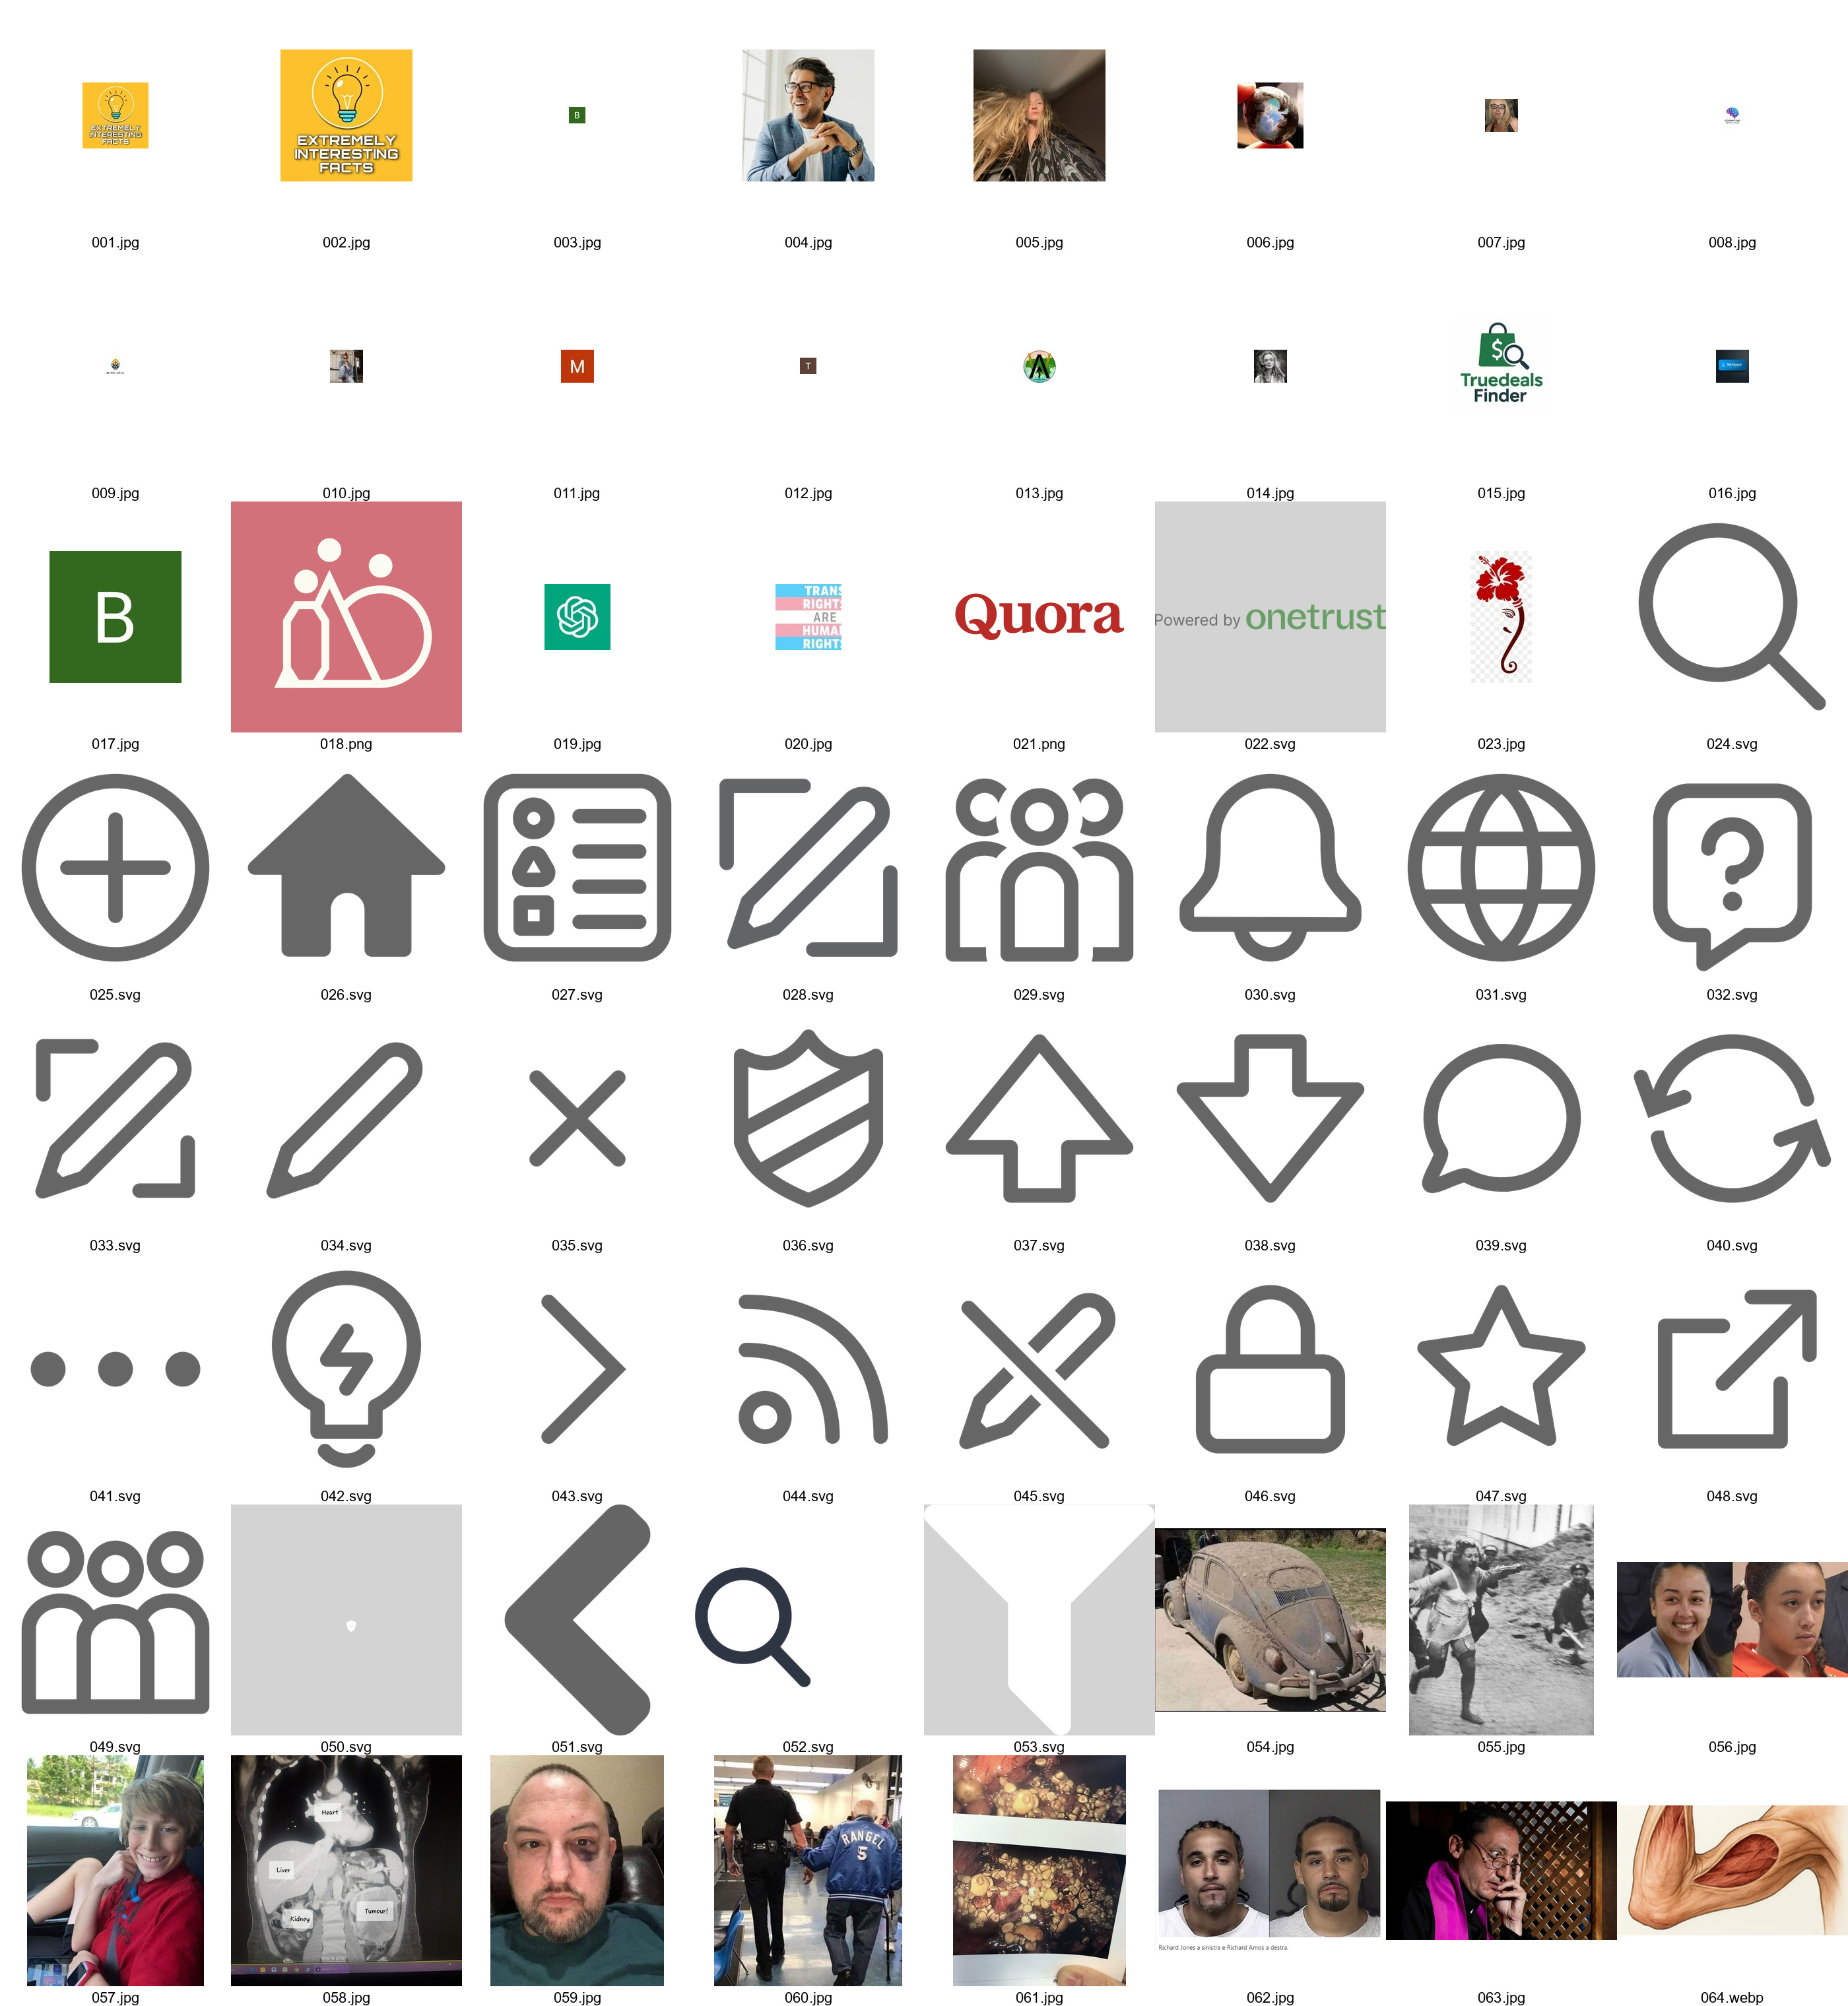 EXTREMELY
INTERESTING
FACTS
EXTREMELY
INTERESTING
FACTS
B
001.jpg
002.jpg
003.jpg
004.jpg
005.jpg
006.jpg
007.jpg
008.jpg
M
T
A
$
Truedeals
Finder
009.jpg
010.jpg
011.jpg
012.jpg
013.jpg
014.jpg
015.jpg
016.jpg
B
TRANS
RIGHT
ARE
HUMA
RIGHT
Quora
Powered by onetrust
017.jpg
018.png
019.jpg
020.jpg
021.png
022.svg
023.jpg
024.svg
?
025.svg
026.svg
027.svg
028.svg
029.svg
030.svg
031.svg
032.svg
033.svg
034.svg
035.svg
036.svg
037.svg
038.svg
039.svg
040.svg
041.svg
042.svg
043.svg
044.svg
045.svg
046.svg
047.svg
048.svg
049.svg
050.svg
051.svg
052.svg
053.svg
054.jpg
055.jpg
056.jpg
Heart
Liver
Kidney
Tumour!
RANGEL
5
Richard Jones a sinistra e Richard Amos a destra.
057.jpg
058.jpg
059.jpg
060.jpg
061.jpg
062.jpg
063.jpg
064.webp